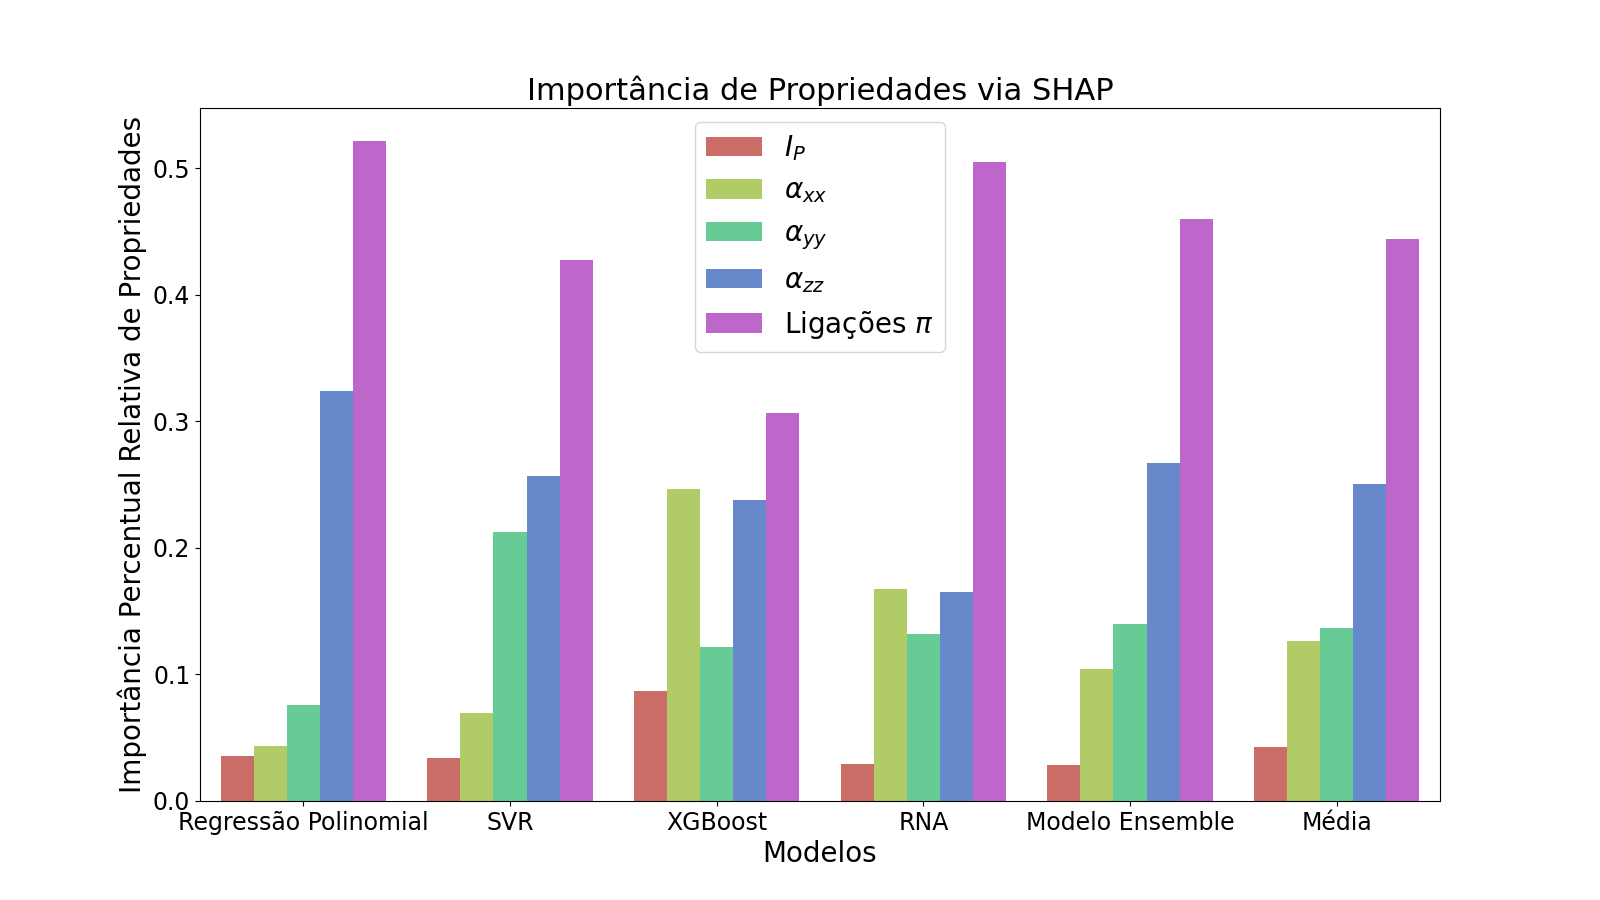 Importância de Propriedades via SHAP
Importância Percentual Relativa de Propriedades
0.5
0.4
0.3
0.2
0.1
0.0
I_P
α_xx
α_yy
α_zz
Ligações π
Regressão Polinomial SVR XGBoost RNA Modelo Ensemble Média
Modelos